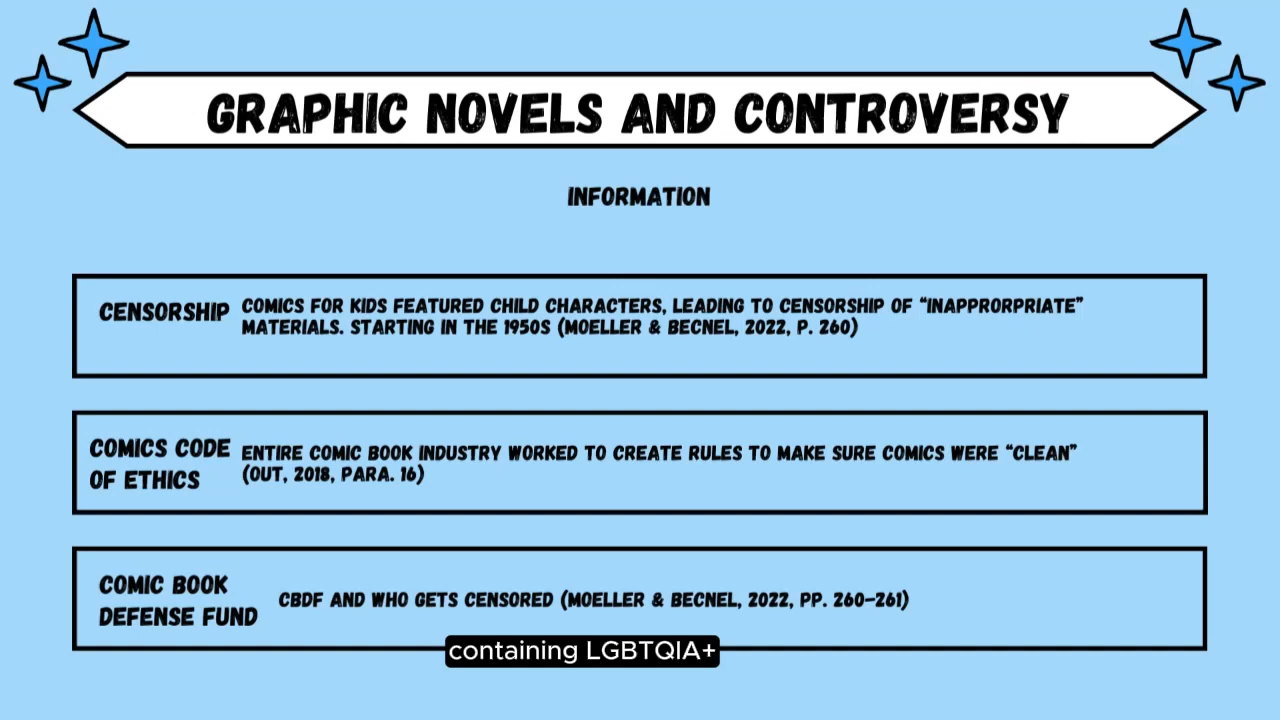 GRAPHIC NOVELS AND CONTROVERSY
INFORMATION
CENSORSHIP
COMICS FOR KIDS FEATURED CHILD CHARACTERS, LEADING TO CENSORSHIP OF “INAPPRORPRIATE”
MATERIALS. STARTING IN THE 1950S (MOELLER & BECNEL, 2022, P. 260)
COMICS CODE
OF ETHICS
ENTIRE COMIC BOOK INDUSTRY WORKED TO CREATE RULES TO MAKE SURE COMICS WERE “CLEAN”
(OUT, 2018, PARA. 16)
COMIC BOOK
DEFENSE FUND
CBDF AND WHO GETS CENSORED (MOELLER & BECNEL, 2022, PP. 260–261)
containing LGBTQIA+